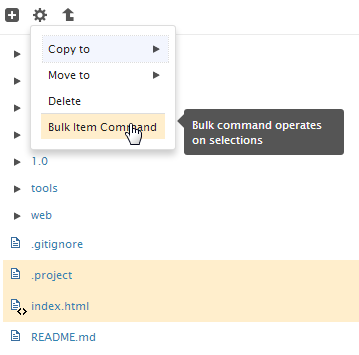 Copy to
Move to
Delete
Bulk Item Command
Bulk command operates
on selections
1.0
tools
web
.gitignore
.project
index.html
README.md